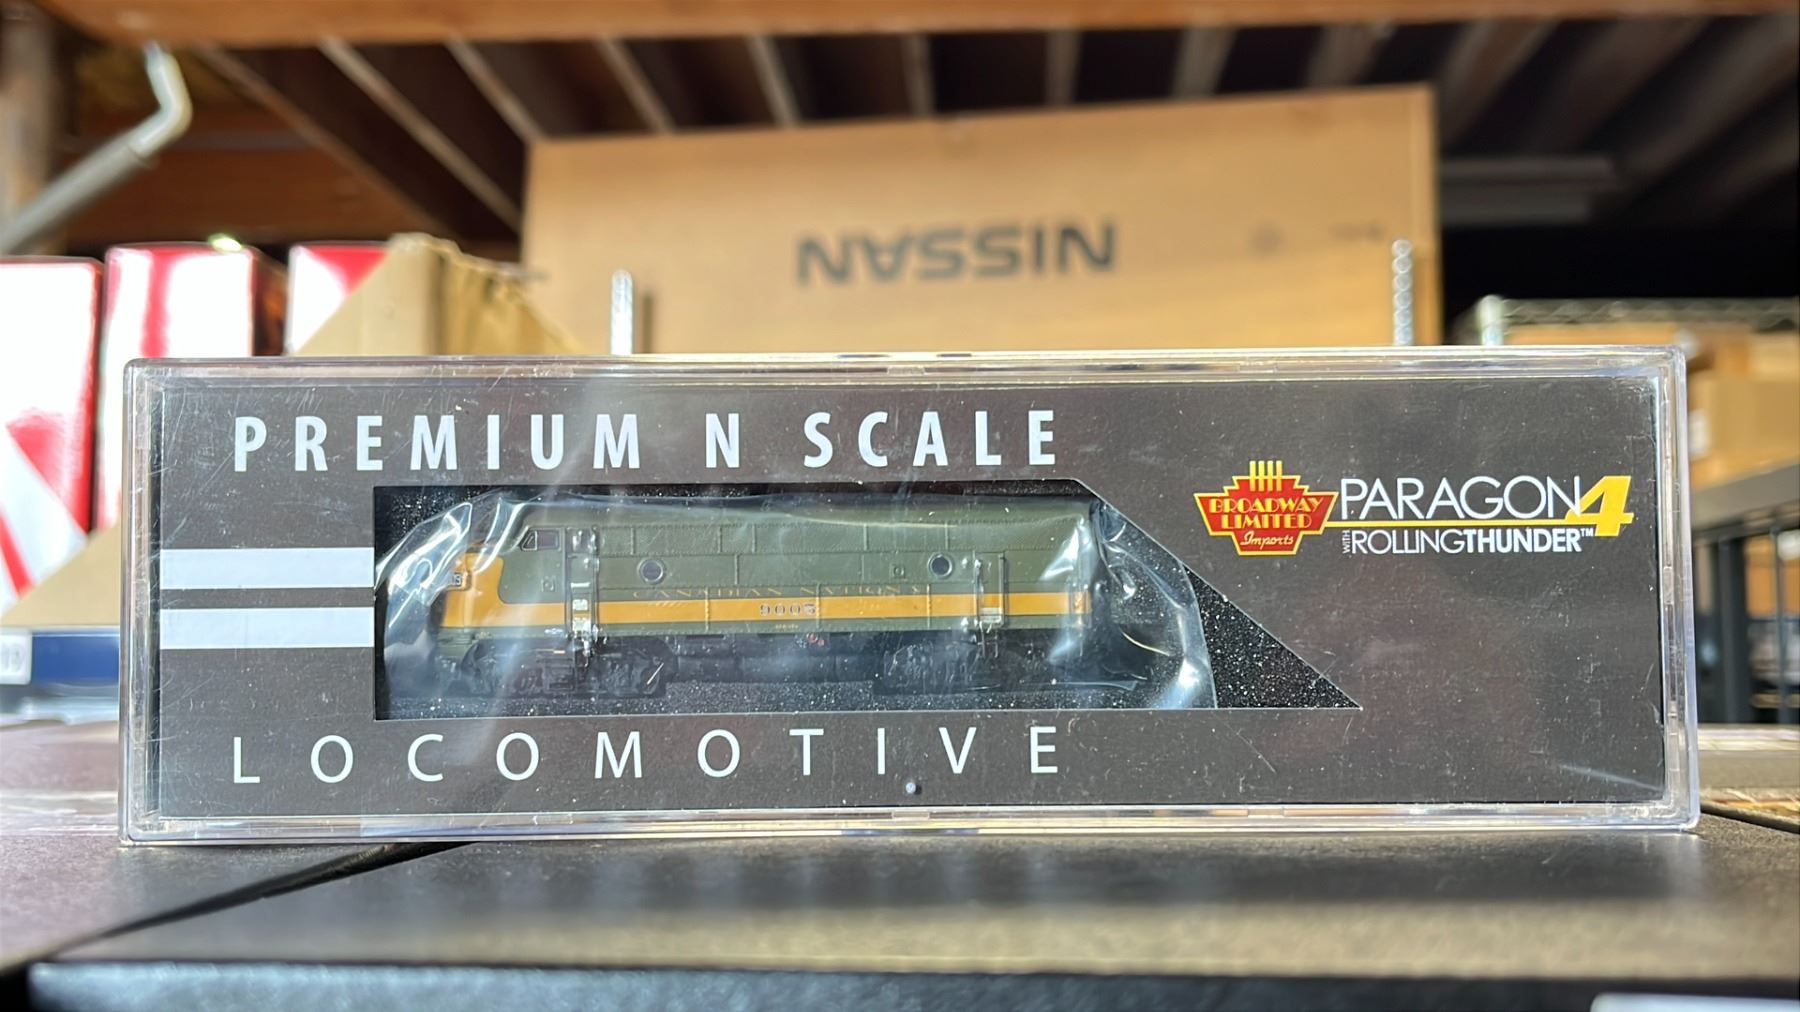 NISSAN
PREMIUM N SCALE
BROADWAY
LIMITED
Imports
PARAGON4
WITH ROLLINGTHUNDER™
CANADIAN NATIONAL
9003
LOCOMOTIVE